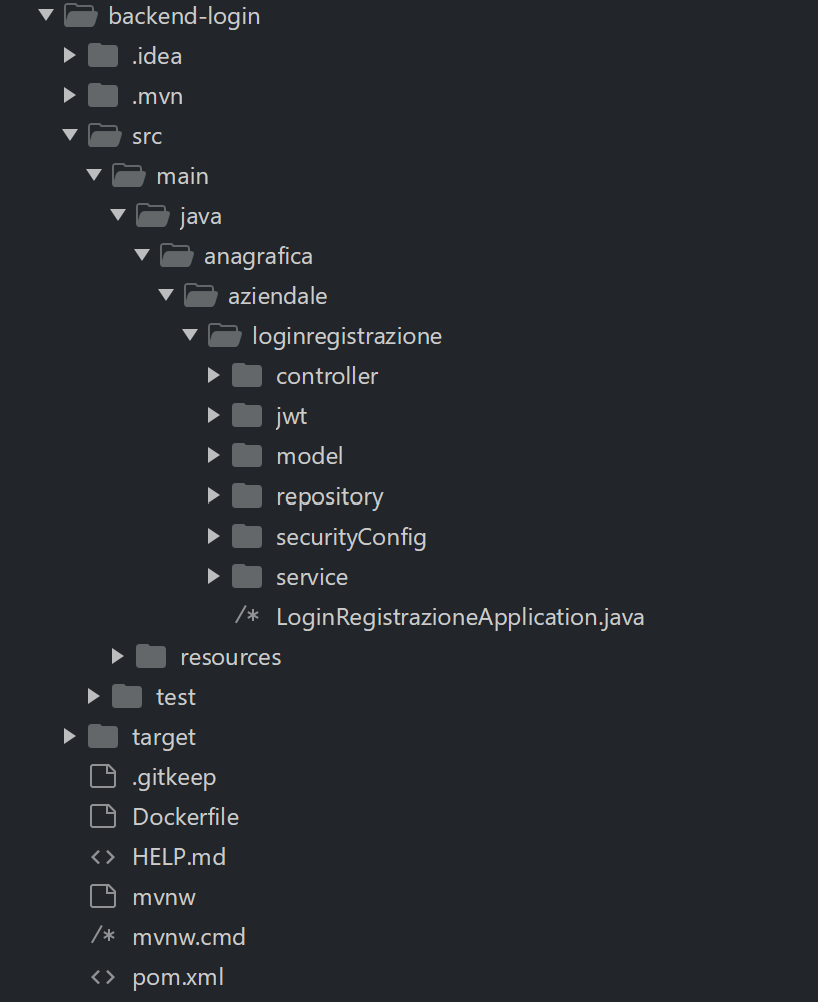 backend-login
.idea
.mvn
src
main
java
anagrafica
aziendale
loginregistrazione
controller
jwt
model
repository
securityConfig
service
/* LoginRegistrazioneApplication.java
resources
test
target
.gitkeep
Dockerfile
<> HELP.md
mvnw
/* mvnw.cmd
<> pom.xml